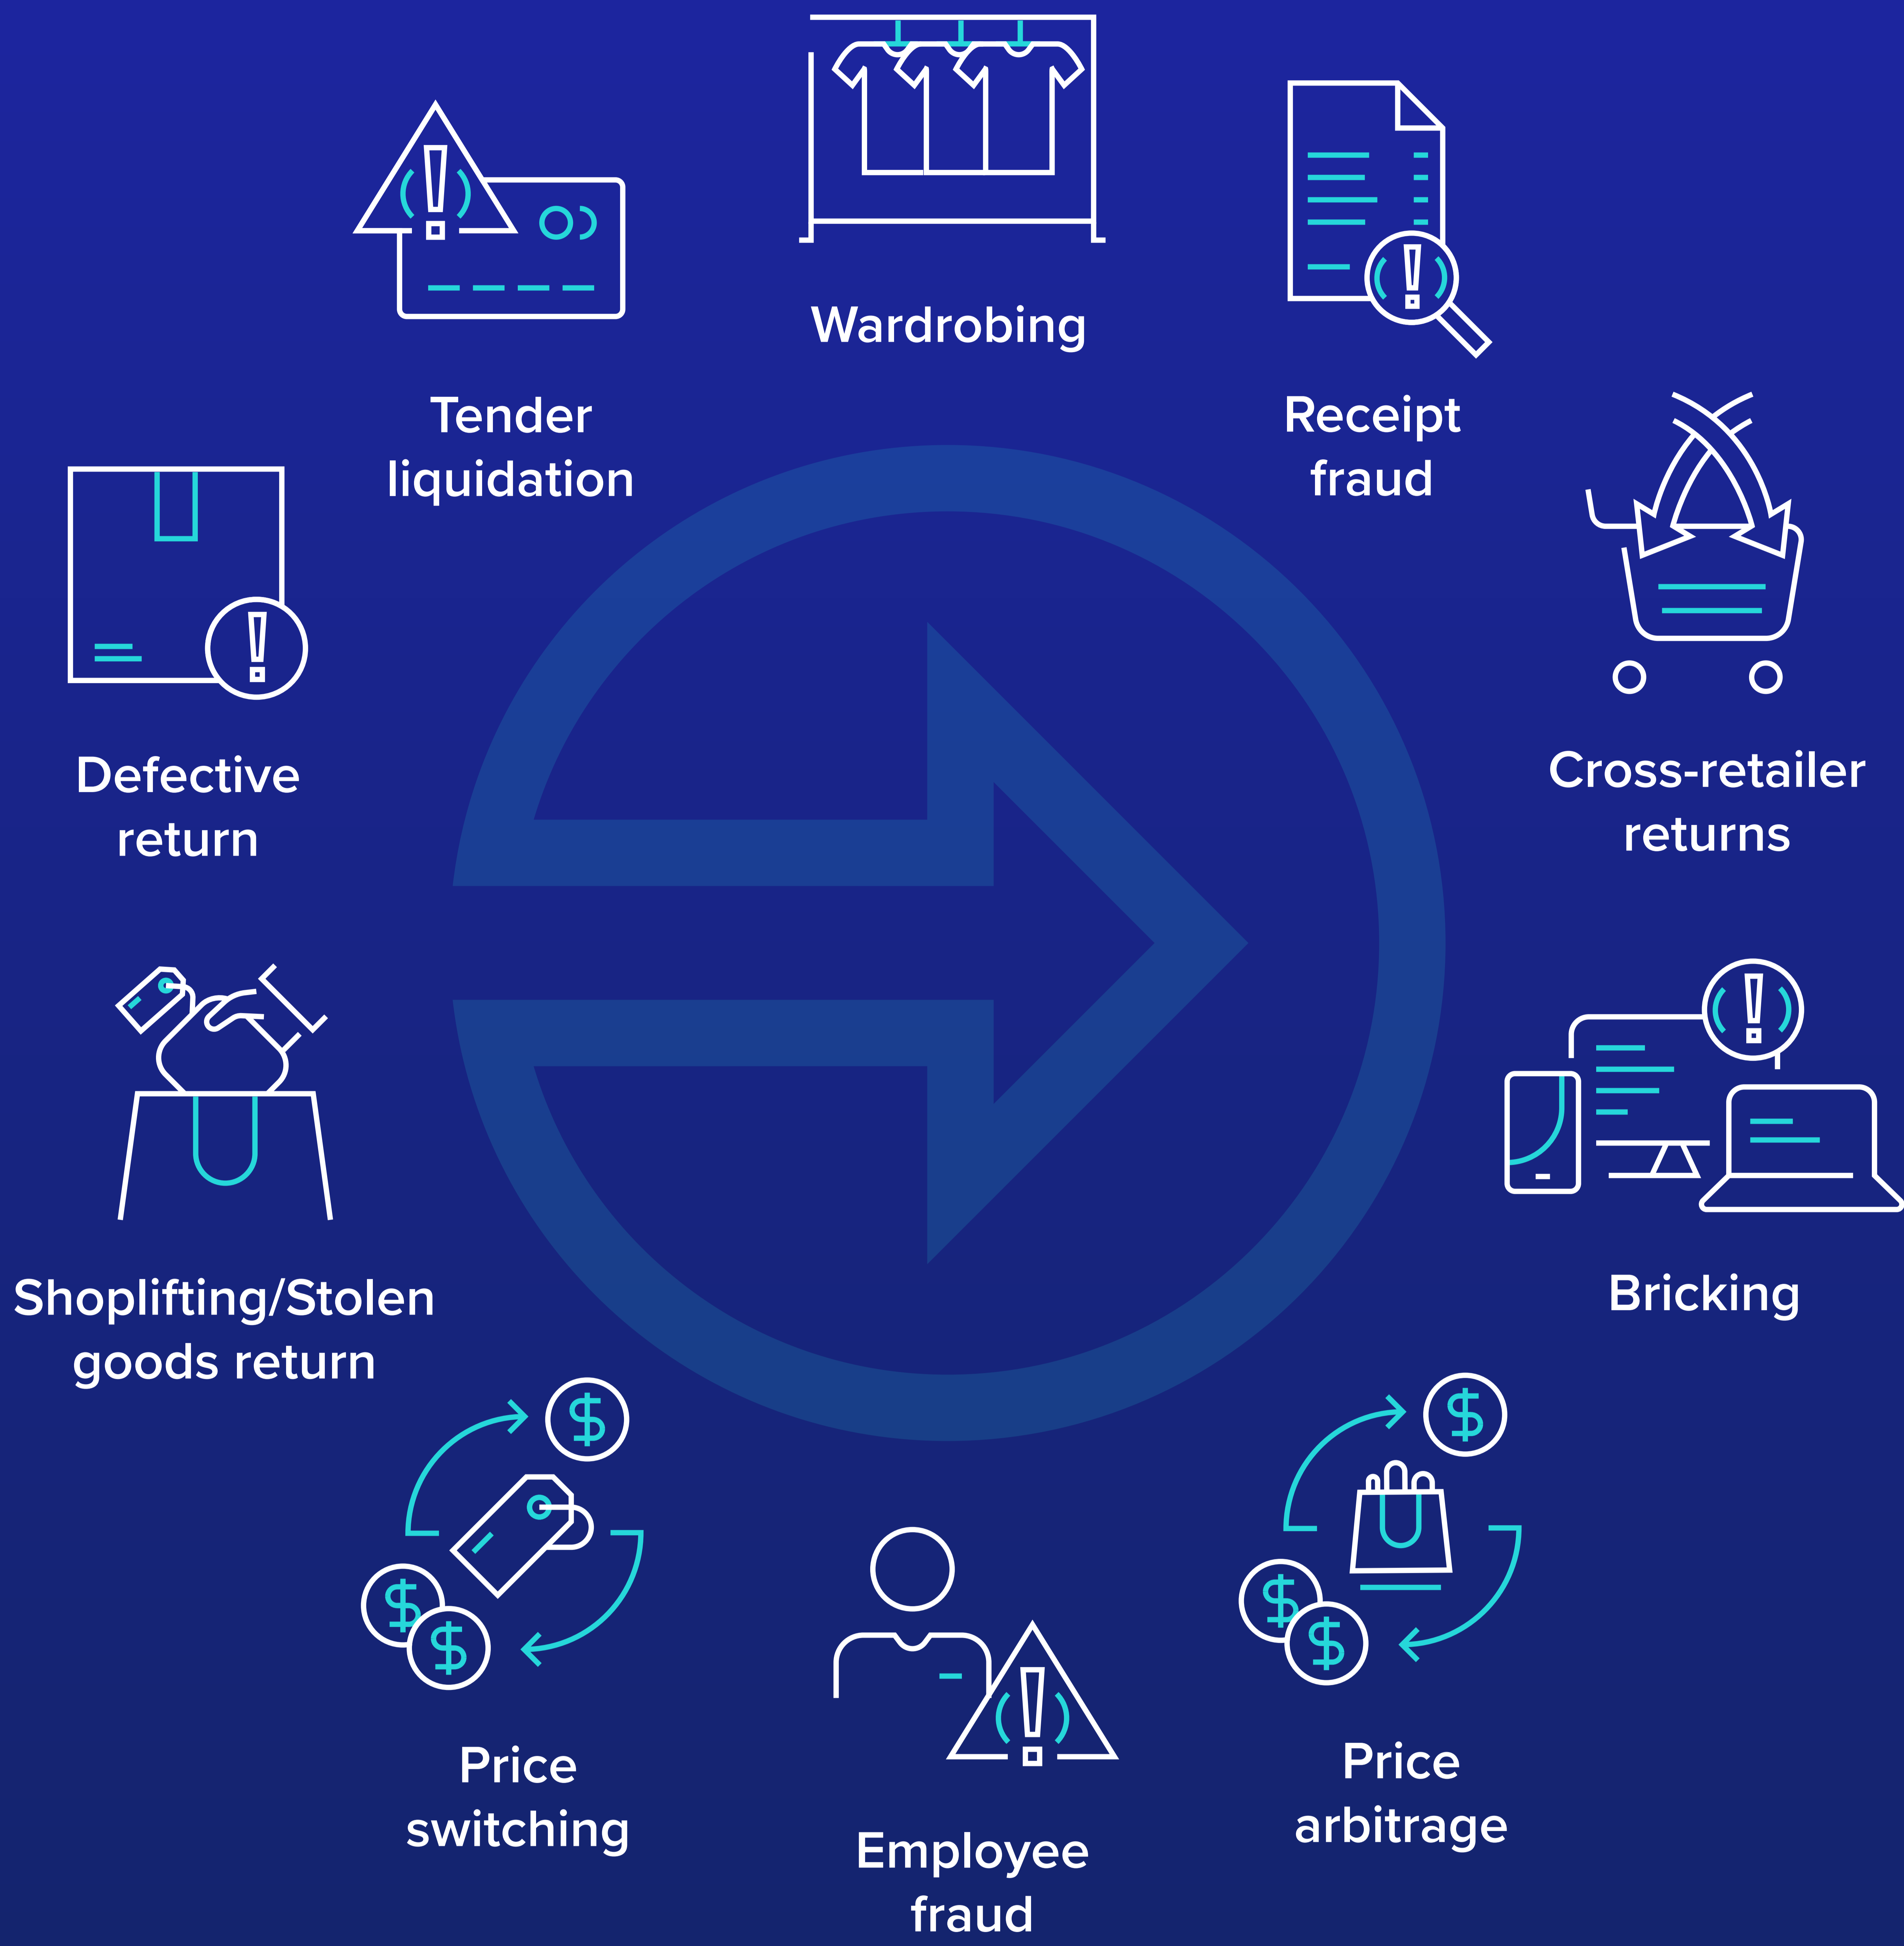 Wardrobing
Tender
liquidation
Receipt
fraud
Defective
return
Cross-retailer
returns
Shoplifting/Stolen
goods return
Bricking
Price
switching
Employee
fraud
Price
arbitrage